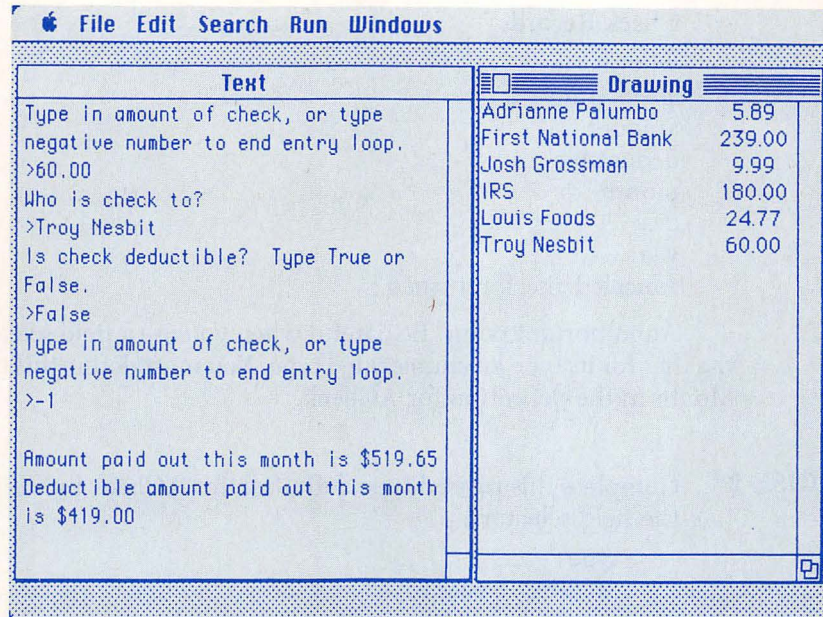 File Edit Search Run Windows
Text
Type in amount of check, or type
negative number to end entry loop.
>60.00
Who is check to?
>Troy Nesbit
Is check deductible? Type True or
False.
>False
Type in amount of check, or type
negative number to end entry loop.
>-1
Amount paid out this month is $519.65
Deductible amount paid out this month
is $419.00
Drawing
Adrianne Palumbo 5.89
First National Bank 239.00
Josh Grossman 9.99
IRS 180.00
Louis Foods 24.77
Troy Nesbit 60.00